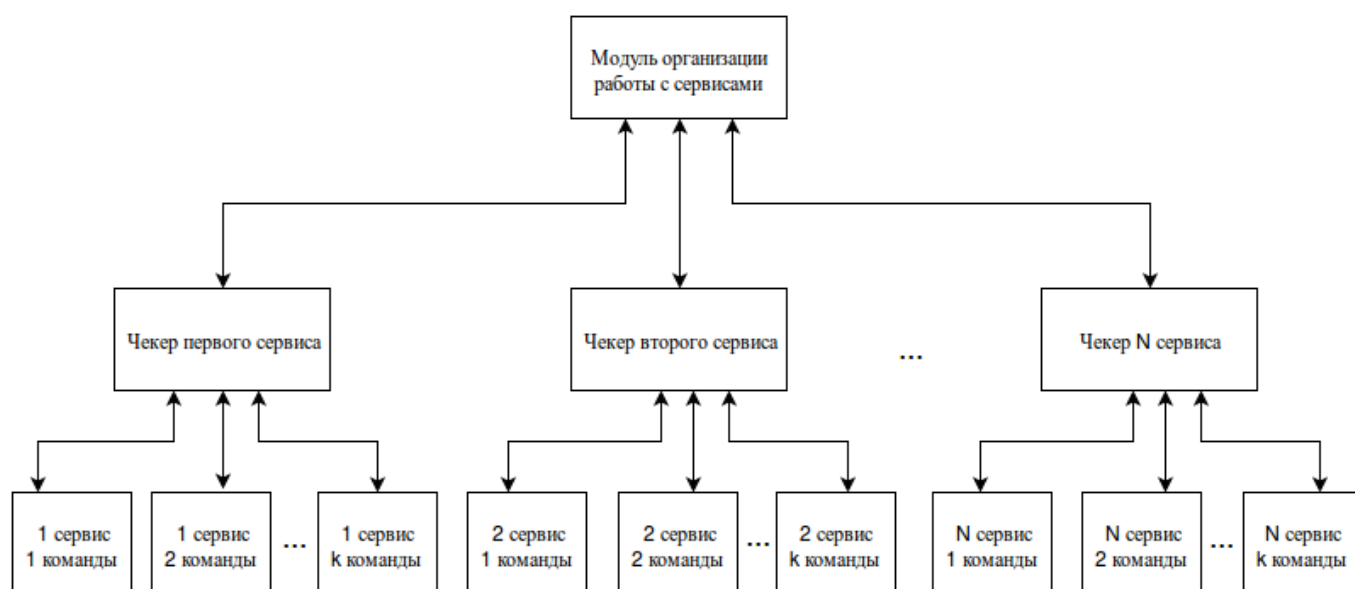 Модуль организации
работы с сервисами
Чекер первого сервиса
Чекер второго сервиса
...
Чекер N сервиса
1 сервис
1 команды
1 сервис
2 команды
...
1 сервис
k команды
2 сервис
1 команды
2 сервис
2 команды
...
2 сервис
k команды
N сервис
1 команды
N сервис
2 команды
...
N сервис
k команды